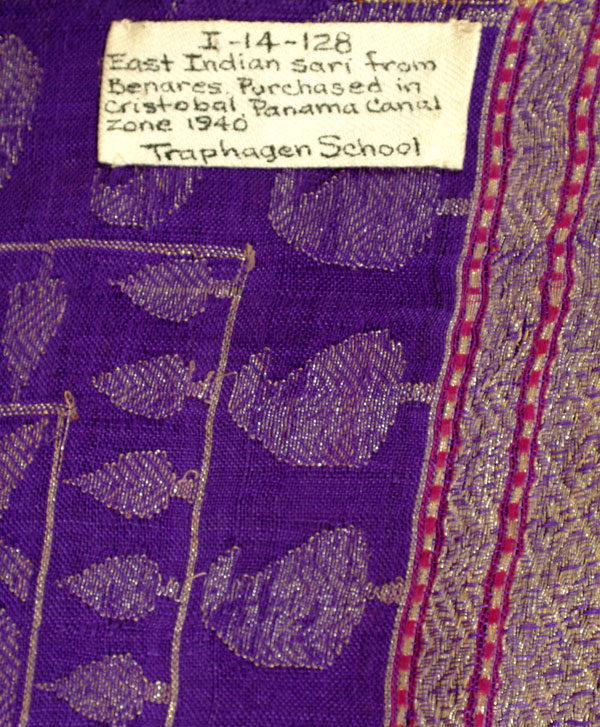 I-14-128
East Indian sari from
Benares. Purchased in
Cristobal, Panama Canal
Zone 1940
Traphagen School